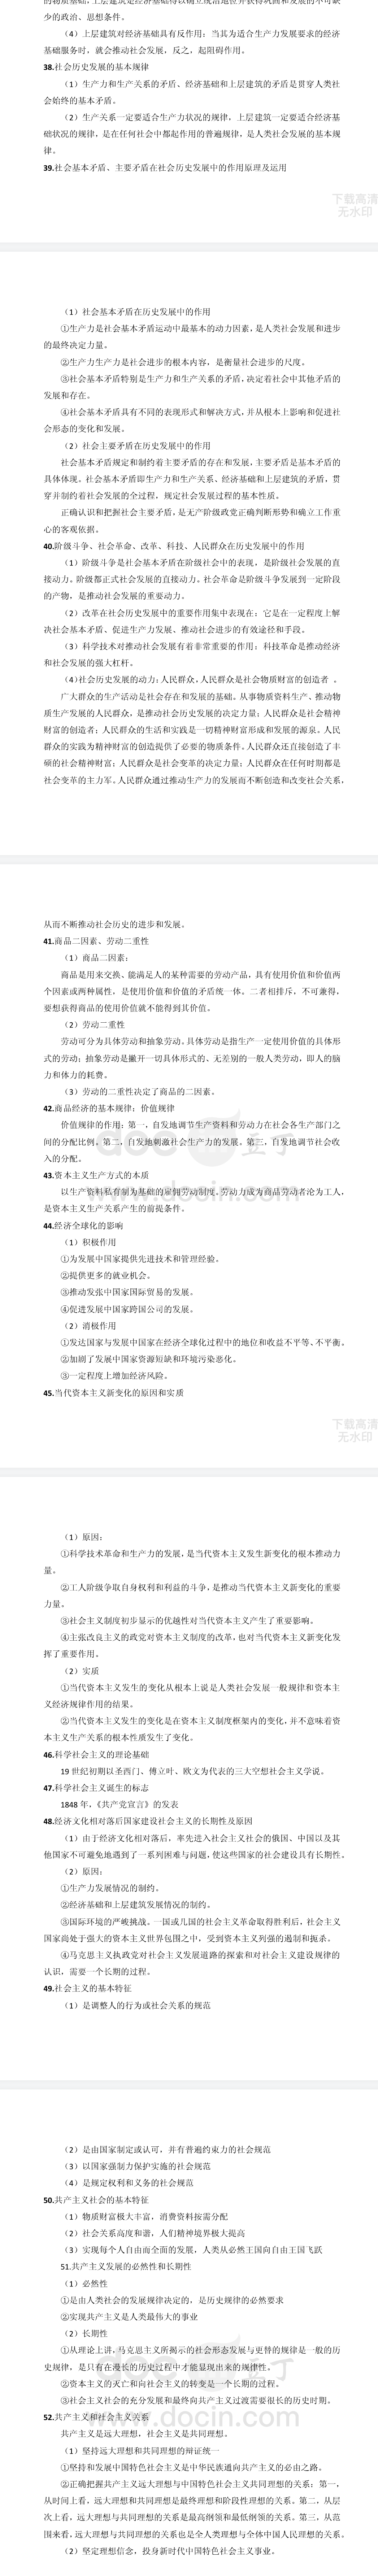 少的政治、思想条件。
（4）上层建筑对经济基础具有反作用：当其为适合生产力发展要求的经济
基础服务时，就会推动社会发展，反之，起阻碍作用。
38.社会历史发展的基本规律
（1）生产力和生产关系的矛盾、经济基础和上层建筑的矛盾是贯穿人类社
会始终的基本矛盾。
（2）生产关系一定要适合生产力状况的规律，上层建筑一定要适合经济基
础状况的规律，是在任何社会中都起作用的普遍规律，是人类社会发展的基本规
律。
39.社会基本矛盾、主要矛盾在社会历史发展中的作用原理及运用
下载高清
无水印
（1）社会基本矛盾在历史发展中的作用
①生产力是社会基本矛盾运动中最基本的动力因素，是人类社会发展和进步
的最终决定力量。
②生产力生产力是社会进步的根本内容，是衡量社会进步的尺度。
③社会基本矛盾特别是生产力和生产关系的矛盾，决定着社会中其他矛盾的
发展和存在。
④社会基本矛盾具有不同的表现形式和解决方式，并从根本上影响和促进社
会形态的变化和发展。
（2）社会主要矛盾在历史发展中的作用
社会基本矛盾规定和制约着主要矛盾的存在和发展，主要矛盾是基本矛盾的
具体体现。社会基本矛盾即生产力和生产关系、经济基础和上层建筑的矛盾，贯
穿并制约着社会发展的全过程，规定社会发展过程的基本性质。
正确认识和把握社会主要矛盾，是无产阶级政党正确判断形势和确立工作重
心的客观依据。
40.阶级斗争、社会革命、改革、科技、人民群众在历史发展中的作用
（1）阶级斗争是社会基本矛盾在阶级社会中的表现，是阶级社会发展的直
接动力。阶级都正式社会发展的直接动力。社会革命是阶级斗争发展到一定阶段
的产物，是推动社会发展的重要动力。
（2）改革在社会历史发展中的重要作用集中表现在：它是在一定程度上解
决社会基本矛盾、促进生产力发展、推动社会进步的有效途径和手段。
（3）科学技术对推动社会发展有着非常重要的作用：科技革命是推动经济
和社会发展的强大杠杆。
（4）社会历史发展的动力：人民群众，人民群众是社会物质财富的创造者 。
广大群众的生产活动是社会存在和发展的基础。从事物质资料生产、推动物
质生产发展的人民群众，是推动社会历史发展的决定力量；人民群众是社会精神
财富的创造者；人民群众的生活和实践是一切精神财富形成和发展的源泉。人民
群众的实践为精神财富的创造提供了必要的物质条件。人民群众还直接创造了丰
硕的社会精神财富；人民群众是社会变革的决定力量；人民群众在任何时期都是
社会变革的主力军。人民群众通过推动生产力的发展而不断创造和改变社会关系，
从而不断推动社会历史的进步和发展。
41.商品二因素、劳动二重性
（1）商品二因素：
商品是用来交换、能满足人的某种需要的劳动产品，具有使用价值和价值两
个因素或两种属性，是使用价值和价值的矛盾统一体，二者相排斥，不可兼得，
要想获得商品的使用价值就不能得到其价值。
（2）劳动二重性
劳动可分为具体劳动和抽象劳动。具体劳动是指生产一定使用价值的具体形
式的劳动；抽象劳动是撇开一切具体形式的、无差别的一般人类劳动，即人的脑
力和体力的耗费。
（3）劳动的二重性决定了商品的二因素。
42.商品经济的基本规律：价值规律
价值规律的作用：第一，自发地调节生产资料和劳动力在社会各生产部门之
间的分配比例。第二，自发地刺激社会生产力的发展。第三，自发地调节社会收
入的分配。
43.资本主义生产方式的本质
以生产资料私有制为基础的雇佣劳动制度。劳动力成为商品劳动者沦为工人，
是资本主义生产关系产生的前提条件。
44.经济全球化的影响
（1）积极作用
①为发展中国家提供先进技术和管理经验。
②提供更多的就业机会。
③推动发张中国家国际贸易的发展。
④促进发展中国家跨国公司的发展。
（2）消极作用
①发达国家与发展中国家在经济全球化过程中的地位和收益不平等、不平衡。
②加剧了发展中国家资源短缺和环境污染恶化。
③一定程度上增加经济风险。
45.当代资本主义新变化的原因和实质
doc 豆丁
www.docin.com
下载高清
无水印
（1）原因：
①科学技术革命和生产力的发展，是当代资本主义发生新变化的根本推动力
量。
②工人阶级争取自身权利和利益的斗争，是推动当代资本主义新变化的重要
力量。
③社会主义制度初步显示的优越性对当代资本主义产生了重要影响。
④主张改良主义的政党对资本主义制度的改革，也对当代资本主义新变化发
挥了重要作用。
（2）实质
①当代资本主义发生的变化从根本上说是人类社会发展一般规律和资本主
义经济规律作用的结果。
②当代资本主义发生的变化是在资本主义制度框架内的变化，并不意味着资
本主义生产关系的根本性质发生了变化。
46.科学社会主义的理论基础
19 世纪初期以圣西门、傅立叶、欧文为代表的三大空想社会主义学说。
47.科学社会主义诞生的标志
1848 年，《共产党宣言》的发表
48.经济文化相对落后国家建设社会主义的长期性及原因
（1）由于经济文化相对落后，率先进入社会主义社会的俄国、中国以及其
他国家不可避免地遇到了一系列困难与问题，使这些国家的社会建设具有长期性。
（2）原因：
①生产力发展情况的制约。
②经济基础和上层建筑发展情况的制约。
③国际环境的严峻挑战。一国或几国的社会主义革命取得胜利后，社会主义
国家尚处于强大的资本主义世界包围之中，受到资本主义列强的遏制和扼杀。
④马克思主义执政党对社会主义发展道路的探索和对社会主义建设规律的
认识，需要一个长期的过程。
49.社会主义的基本特征
（1）是调整人的行为或社会关系的规范
（2）是由国家制定或认可，并有普遍约束力的社会规范
（3）以国家强制力保护实施的社会规范
（4）是规定权利和义务的社会规范
50.共产主义社会的基本特征
（1）物质财富极大丰富，消费资料按需分配
（2）社会关系高度和谐，人们精神境界极大提高
（3）实现每个人自由而全面的发展，人类从必然王国向自由王国飞跃
51.共产主义发展的必然性和长期性
（1）必然性
①是由人类社会的发展规律决定的，是历史规律的必然要求
②实现共产主义是人类最伟大的事业
（2）长期性
①从理论上讲，马克思主义所揭示的社会形态发展与更替的规律是一般的历
史规律，是只有在漫长的历史过程中才能显现出来的规律性。
②资本主义的灭亡和向社会主义的转变是一个长期的过程。
③社会主义社会的充分发展和最终向共产主义过渡需要很长的历史时期。
52.共产主义和社会主义关系
共产主义是远大理想，社会主义是共同理想。
（1）坚持远大理想和共同理想的辩证统一
①坚持和发展中国特色社会主义是中华民族通向共产主义的必由之路。
②正确把握共产主义远大理想与中国特色社会主义共同理想的关系：第一，
从时间上看，远大理想和共同理想是最终理想和阶段性理想的关系。第二，从层
次上看，远大理想与共同理想的关系是最高纲领和最低纲领的关系。第三，从范
围来看，远大理想与共同理想的关系也是全人类理想与全体中国人民理想的关系。
（2）坚定理想信念，投身新时代中国特色社会主义事业。
doc 豆丁
www.docin.com